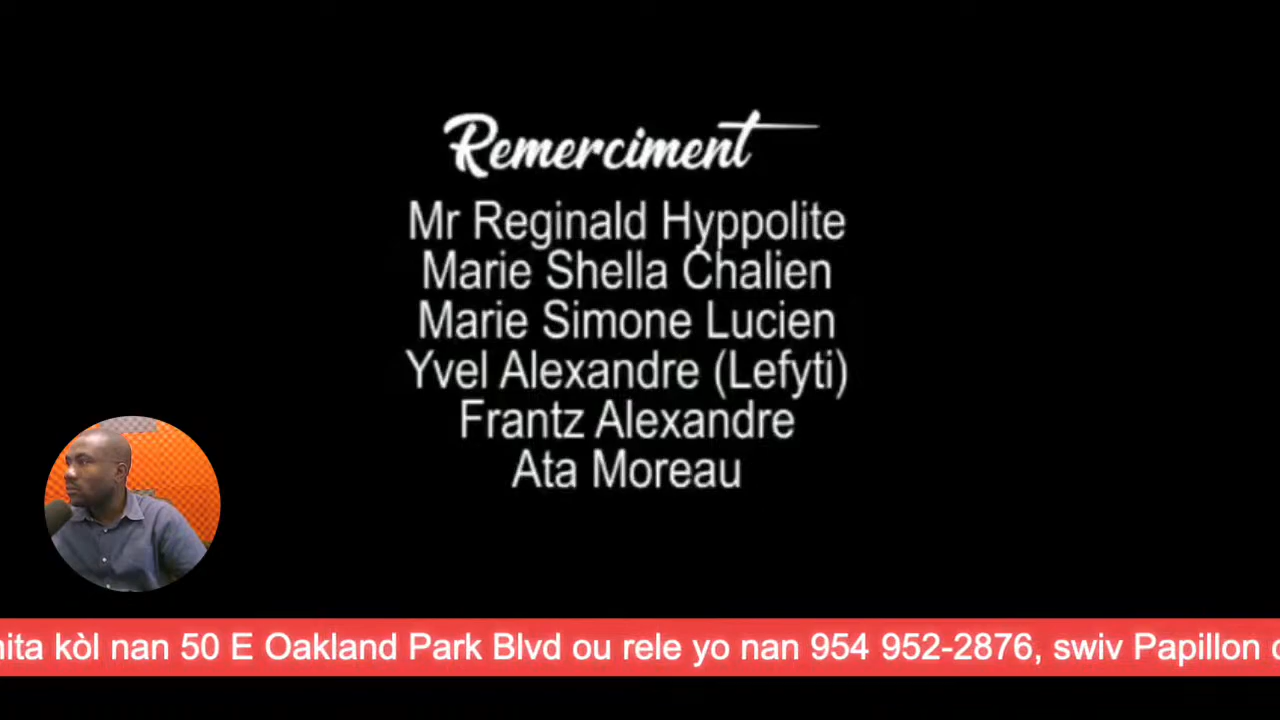 Remerciment
Mr Reginald Hyppolite
Marie Shella Chalien
Marie Simone Lucien
Yvel Alexandre (Lefyti)
Frantz Alexandre
Ata Moreau
kòl nan 50 E Oakland Park Blvd ou rele yo nan 954 952-2876, swiv Papillon